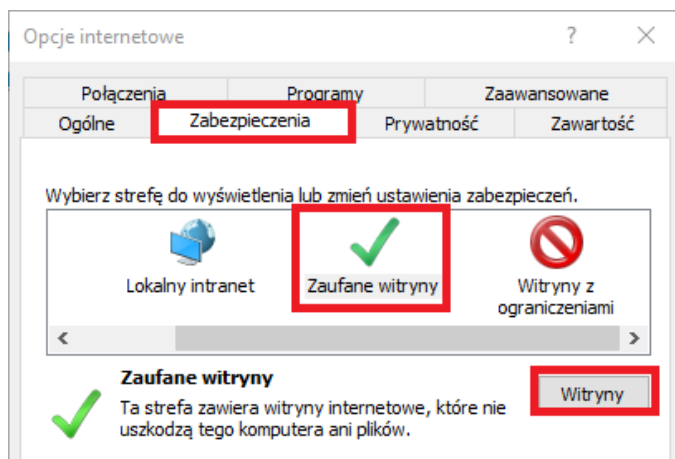 Opcje internetowe
Połączenia Programy Zaawansowane
Ogólne Zabezpieczenia Prywatność Zawartość
Wybierz strefę do wyświetlenia lub zmień ustawienia zabezpieczeń.
Lokalny intranet Zaufane witryny Witryny z
ograniczeniami
Zaufane witryny
Witryny
Ta strefa zawiera witryny internetowe, które nie
uszkodzą tego komputera ani plików.